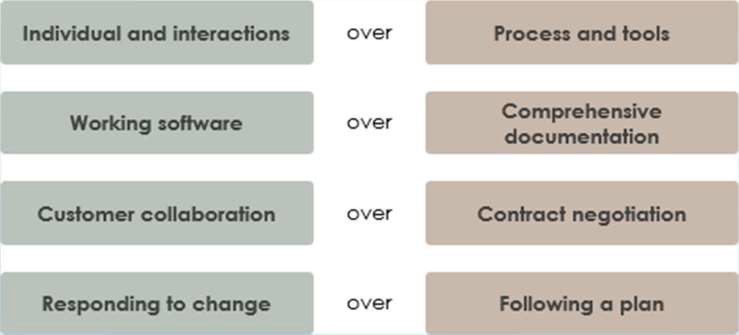 Individual and interactions over Process and tools
Working software over Comprehensive
documentation
Customer collaboration over Contract negotiation
Responding to change over Following a plan